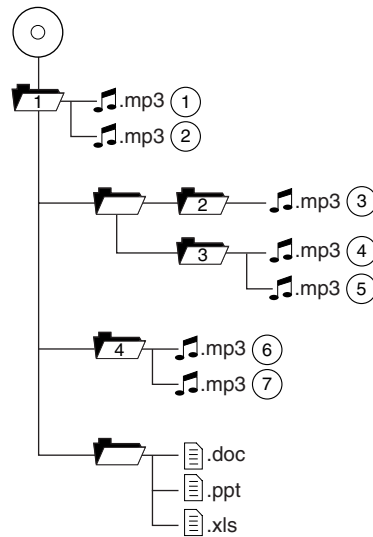 1 .mp3 1
.mp3 2
2 .mp3 3
3 .mp3 4
.mp3 5
4 .mp3 6
.mp3 7
.doc
.ppt
.xls